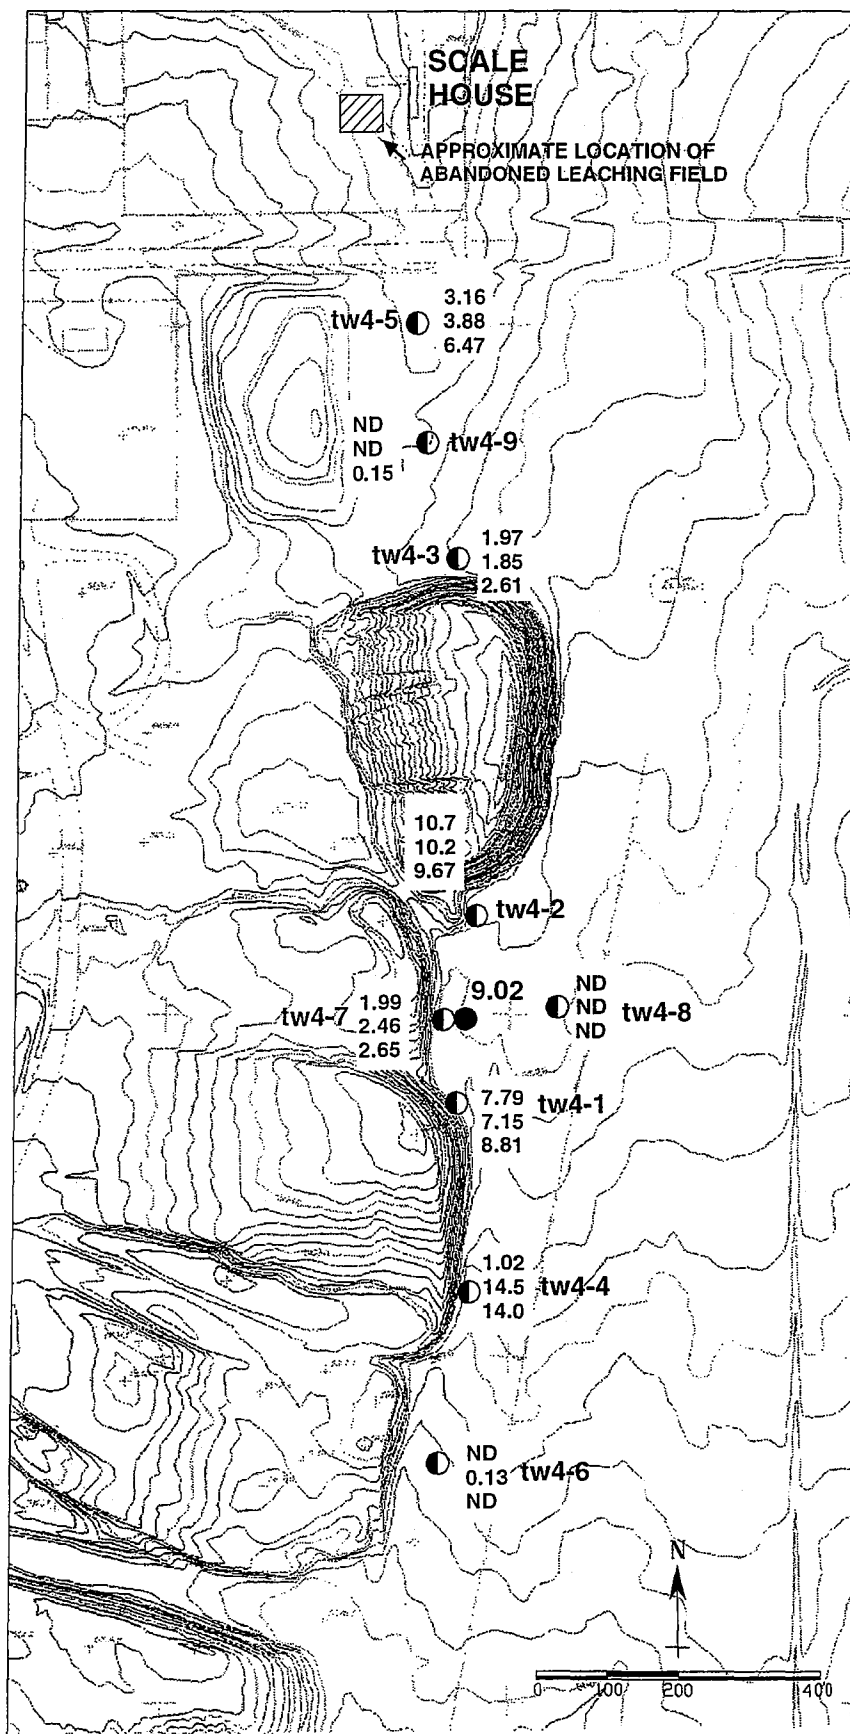 SCALE
HOUSE
APPROXIMATE LOCATION OF
ABANDONED LEACHING FIELD
tw4-5
3.16
3.88
6.47
ND
ND
0.15
tw4-9
tw4-3
1.97
1.85
2.61
10.7
10.2
9.67
tw4-2
9.02
tw4-7
1.99
2.46
2.65
ND
ND
ND
tw4-8
7.79
7.15
8.81
tw4-1
1.02
14.5
14.0
tw4-4
ND
0.13
ND
tw4-6
N
0 100 200 400